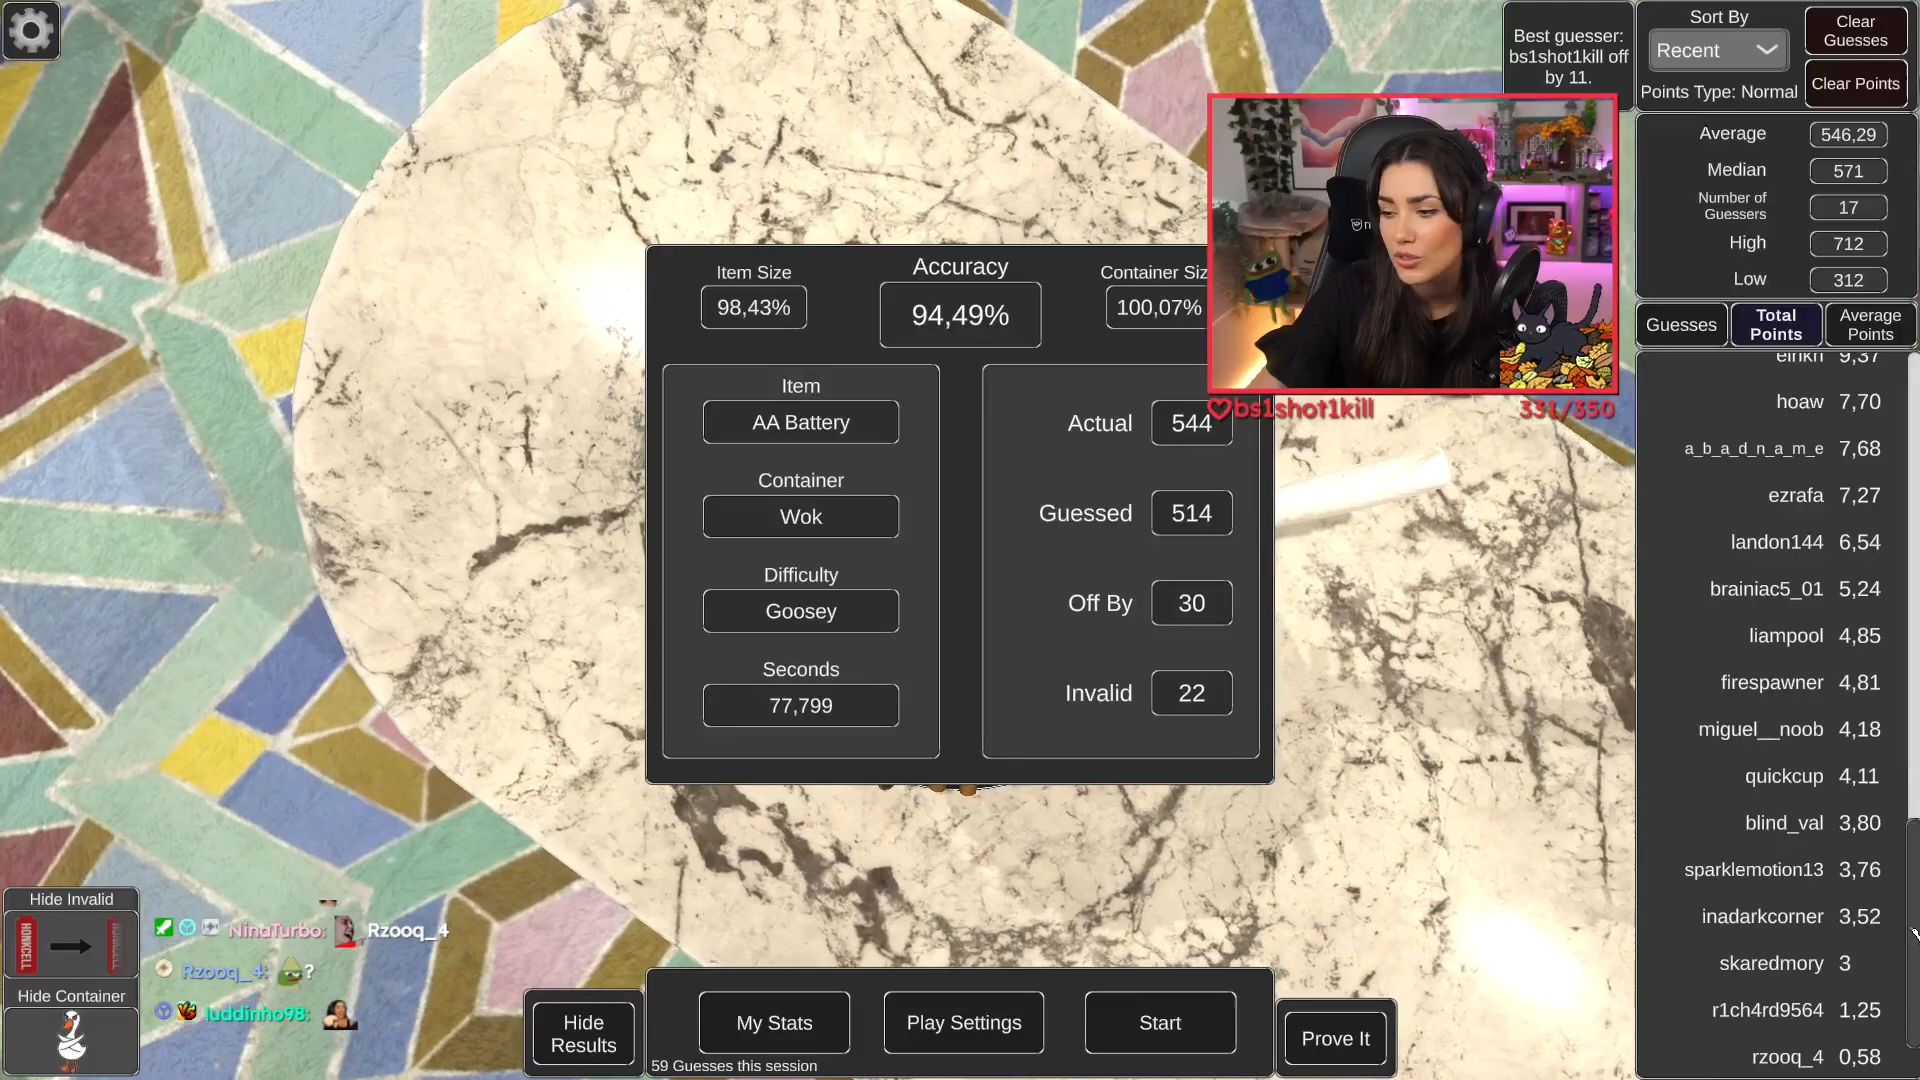 Best guesser:
bs1shot1kill off
by 11.
Sort By
Recent
Points Type: Normal
Clear
Guesses
Clear Points
Average 546,29
Median 571
Number of
Guessers 17
High 712
Low 312
Guesses
Total
Points
Average
Points
hoaw 7,70
a_b_a_d_n_a_m_e 7,68
ezrafa 7,27
landon144 6,54
brainiac5_01 5,24
liampool 4,85
firespawner 4,81
miguel__noob 4,18
quickcup 4,11
blind_val 3,80
sparklemotion13 3,76
inadarkcorner 3,52
skaredmory 3
r1ch4rd9564 1,25
rzooq_4 0,58
bs1shot1kill 331/350
Item Size
98,43%
Accuracy
94,49%
Container Siz
100,07%
Item
AA Battery
Container
Wok
Difficulty
Goosey
Seconds
77,799
Actual 544
Guessed 514
Off By 30
Invalid 22
Hide Invalid
HONKCELL
Hide Container
NinaTurbo: Rzooq_4
Rzooq_4: ?
luddinho98:
Hide
Results
My Stats
Play Settings
Start
59 Guesses this session
Prove It